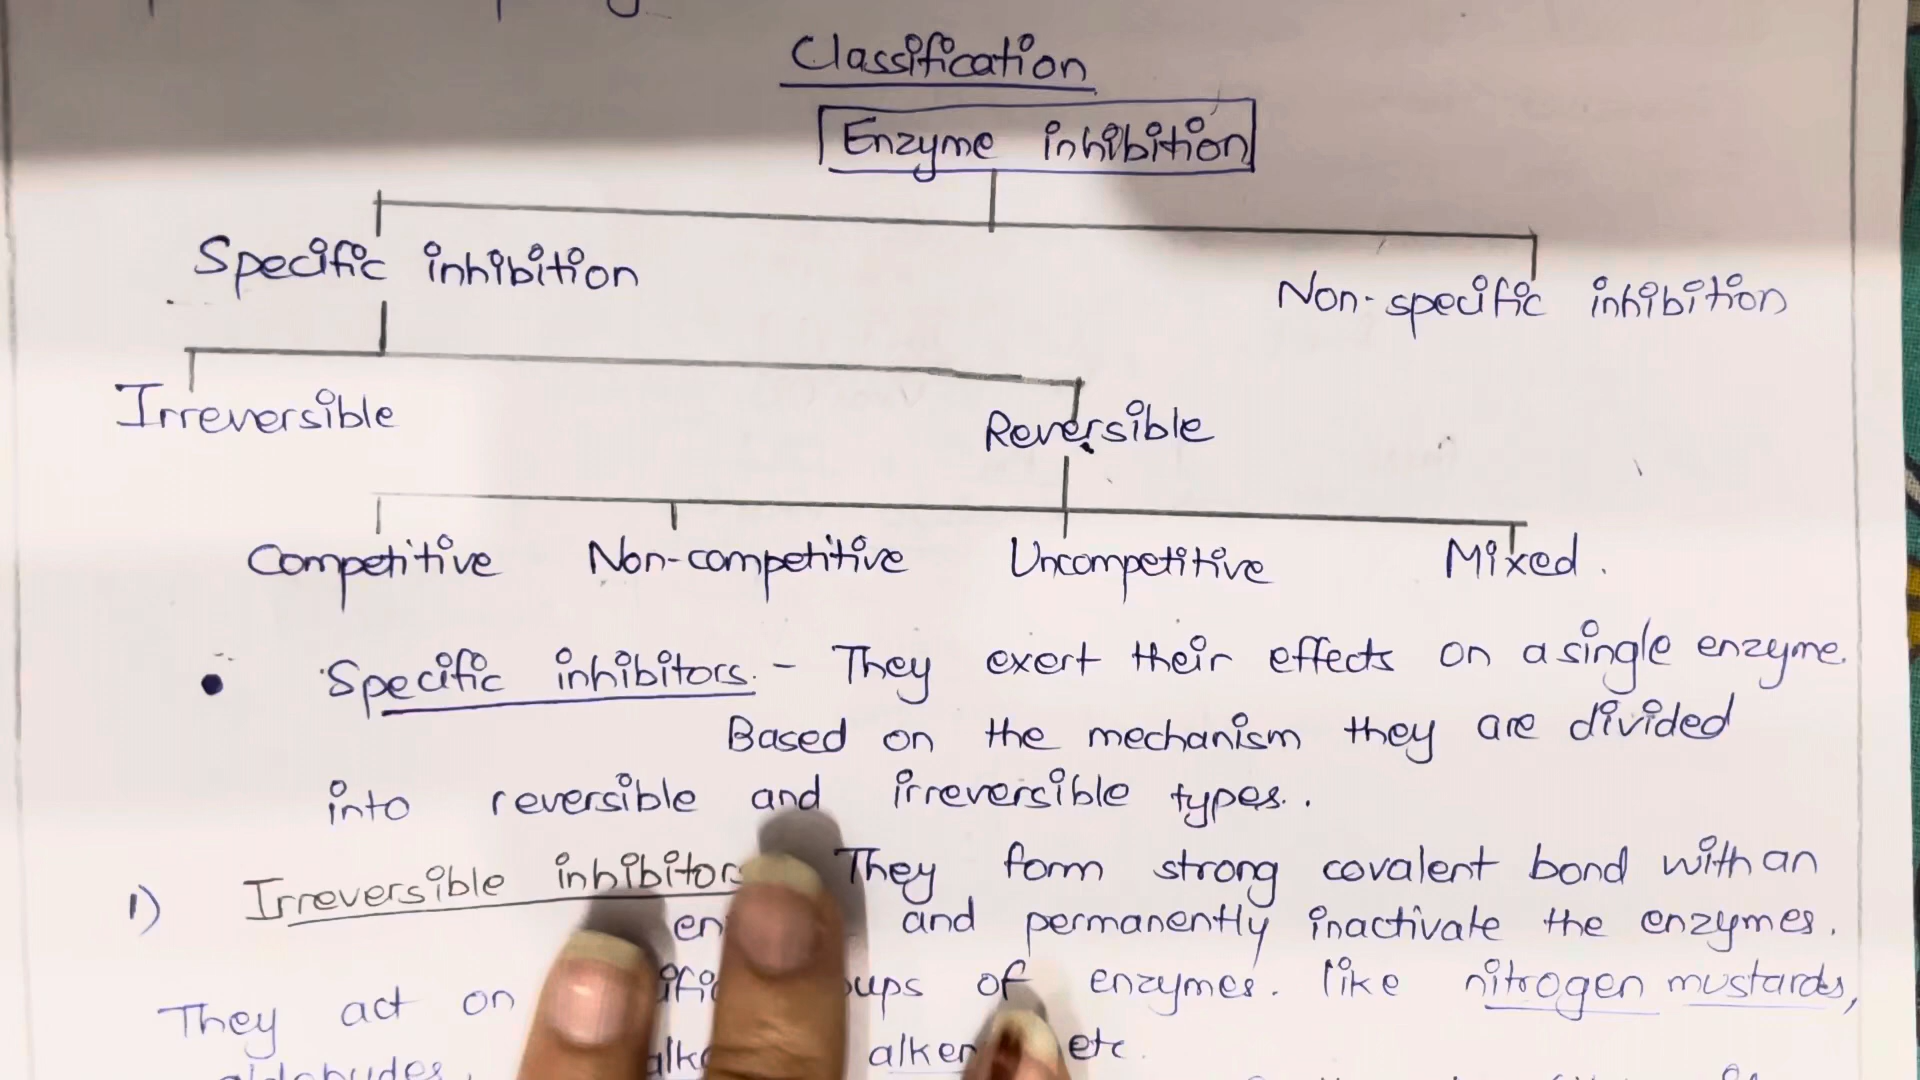 Classification
Enzyme inhibition
Specific inhibition
Non-specific inhibition
Irreversible
Reversible
Competitive Non-competitive Uncompetitive Mixed.
• Specific inhibitors. - They exert their effects on a single enzyme.
Based on the mechanism they are divided
into reversible and irreversible types..
1) Irreversible inhibitors They form strong covalent bond with an
and permanently inactivate the enzymes.
They act on of enzymes. like nitrogen mustards,
etc.